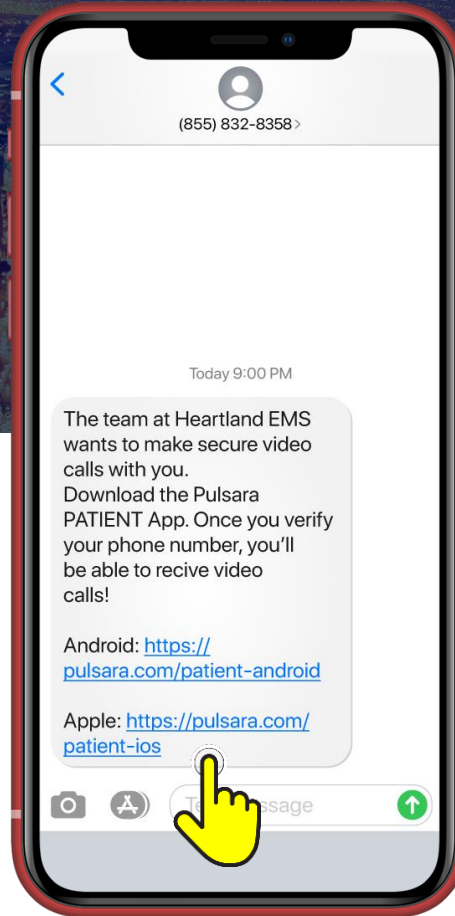 (855) 832-8358 >
Today 9:00 PM
The team at Heartland EMS
wants to make secure video
calls with you.
Download the Pulsara
PATIENT App. Once you verify
your phone number, you'll
be able to recive video
calls!
Android: https://
pulsara.com/patient-android
Apple: https://pulsara.com/
patient-ios